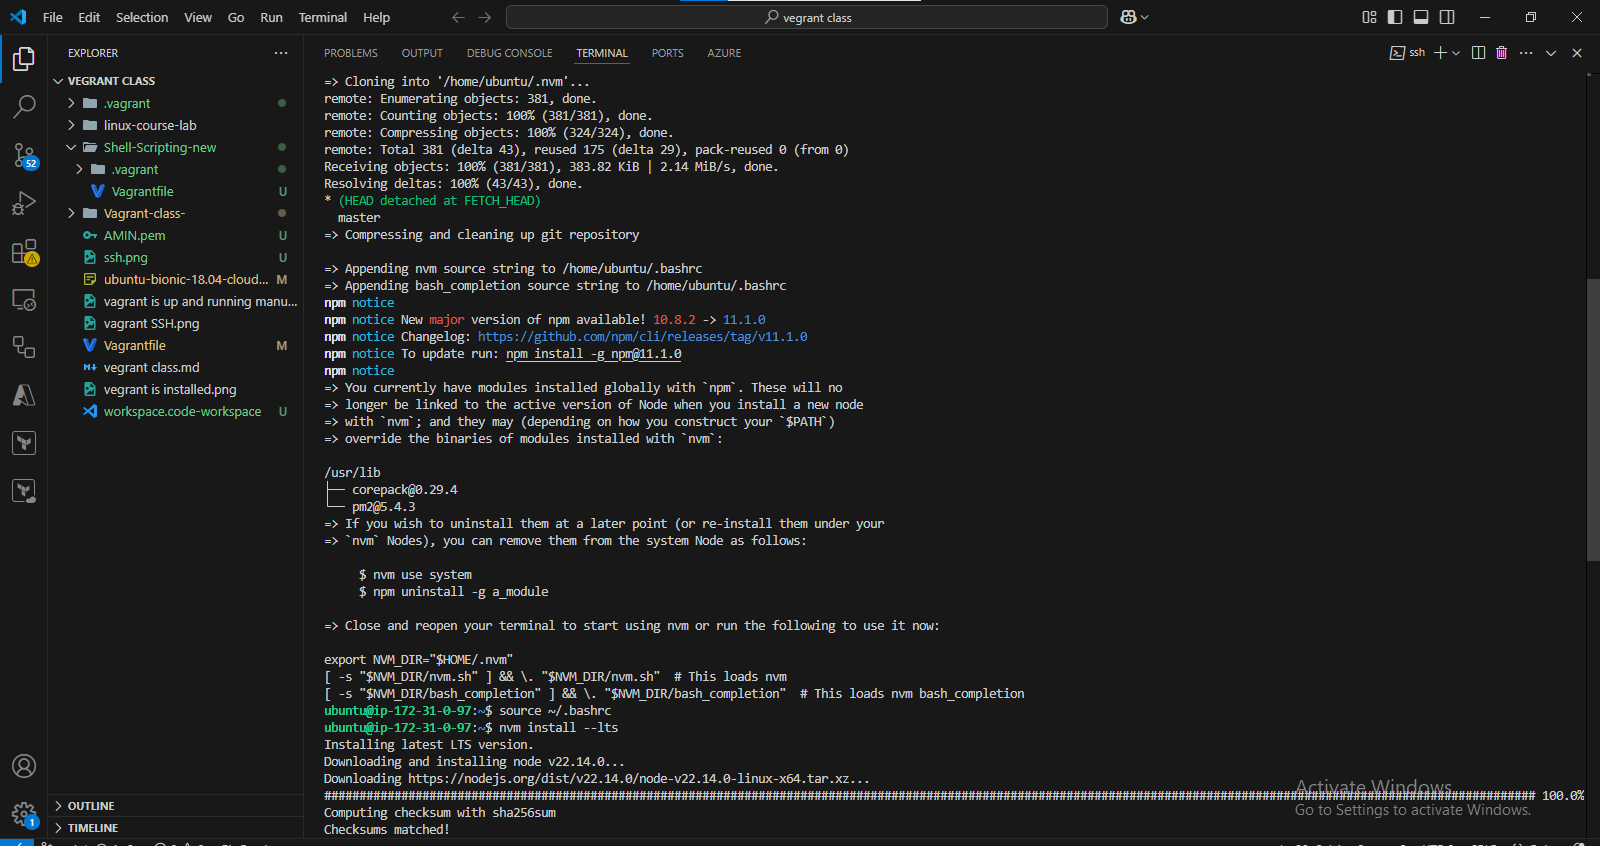 File Edit Selection View Go Run Terminal Help
vegrant class
EXPLORER
VEGRANT CLASS
.vagrant
linux-course-lab
Shell-Scripting-new
.vagrant
Vagrantfile U
Vagrant-class-
AMIN.pem U
ssh.png U
ubuntu-bionic-18.04-cloud... M
vagrant is up and running manu...
vagrant SSH.png
Vagrantfile M
vegrant class.md
vegrant is installed.png
workspace.code-workspace U
OUTLINE
TIMELINE
52
1
PROBLEMS OUTPUT DEBUG CONSOLE TERMINAL PORTS AZURE
ssh
=> Cloning into '/home/ubuntu/.nvm'...
remote: Enumerating objects: 381, done.
remote: Counting objects: 100% (381/381), done.
remote: Compressing objects: 100% (324/324), done.
remote: Total 381 (delta 43), reused 175 (delta 29), pack-reused 0 (from 0)
Receiving objects: 100% (381/381), 383.82 KiB | 2.14 MiB/s, done.
Resolving deltas: 100% (43/43), done.
* (HEAD detached at FETCH_HEAD)
master
=> Compressing and cleaning up git repository
=> Appending nvm source string to /home/ubuntu/.bashrc
=> Appending bash_completion source string to /home/ubuntu/.bashrc
npm notice
npm notice New major version of npm available! 10.8.2 -> 11.1.0
npm notice Changelog: https://github.com/npm/cli/releases/tag/v11.1.0
npm notice To update run: npm install -g npm@11.1.0
npm notice
=> You currently have modules installed globally with `npm`. These will no
=> longer be linked to the active version of Node when you install a new node
=> with `nvm`; and they may (depending on how you construct your `$PATH`)
=> override the binaries of modules installed with `nvm`:
/usr/lib
├── corepack@0.29.4
└── pm2@5.4.3
=> If you wish to uninstall them at a later point (or re-install them under your
=> `nvm` Nodes), you can remove them from the system Node as follows:
$ nvm use system
$ npm uninstall -g a_module
=> Close and reopen your terminal to start using nvm or run the following to use it now:
export NVM_DIR="$HOME/.nvm"
[ -s "$NVM_DIR/nvm.sh" ] && \. "$NVM_DIR/nvm.sh"  # This loads nvm
[ -s "$NVM_DIR/bash_completion" ] && \. "$NVM_DIR/bash_completion"  # This loads nvm bash_completion
ubuntu@ip-172-31-0-97:~$ source ~/.bashrc
ubuntu@ip-172-31-0-97:~$ nvm install --lts
Installing latest LTS version.
Downloading and installing node v22.14.0...
Downloading https://nodejs.org/dist/v22.14.0/node-v22.14.0-linux-x64.tar.xz...
100.0%
Computing checksum with sha256sum
Checksums matched!
Activate Windows
Go to Settings to activate Windows.